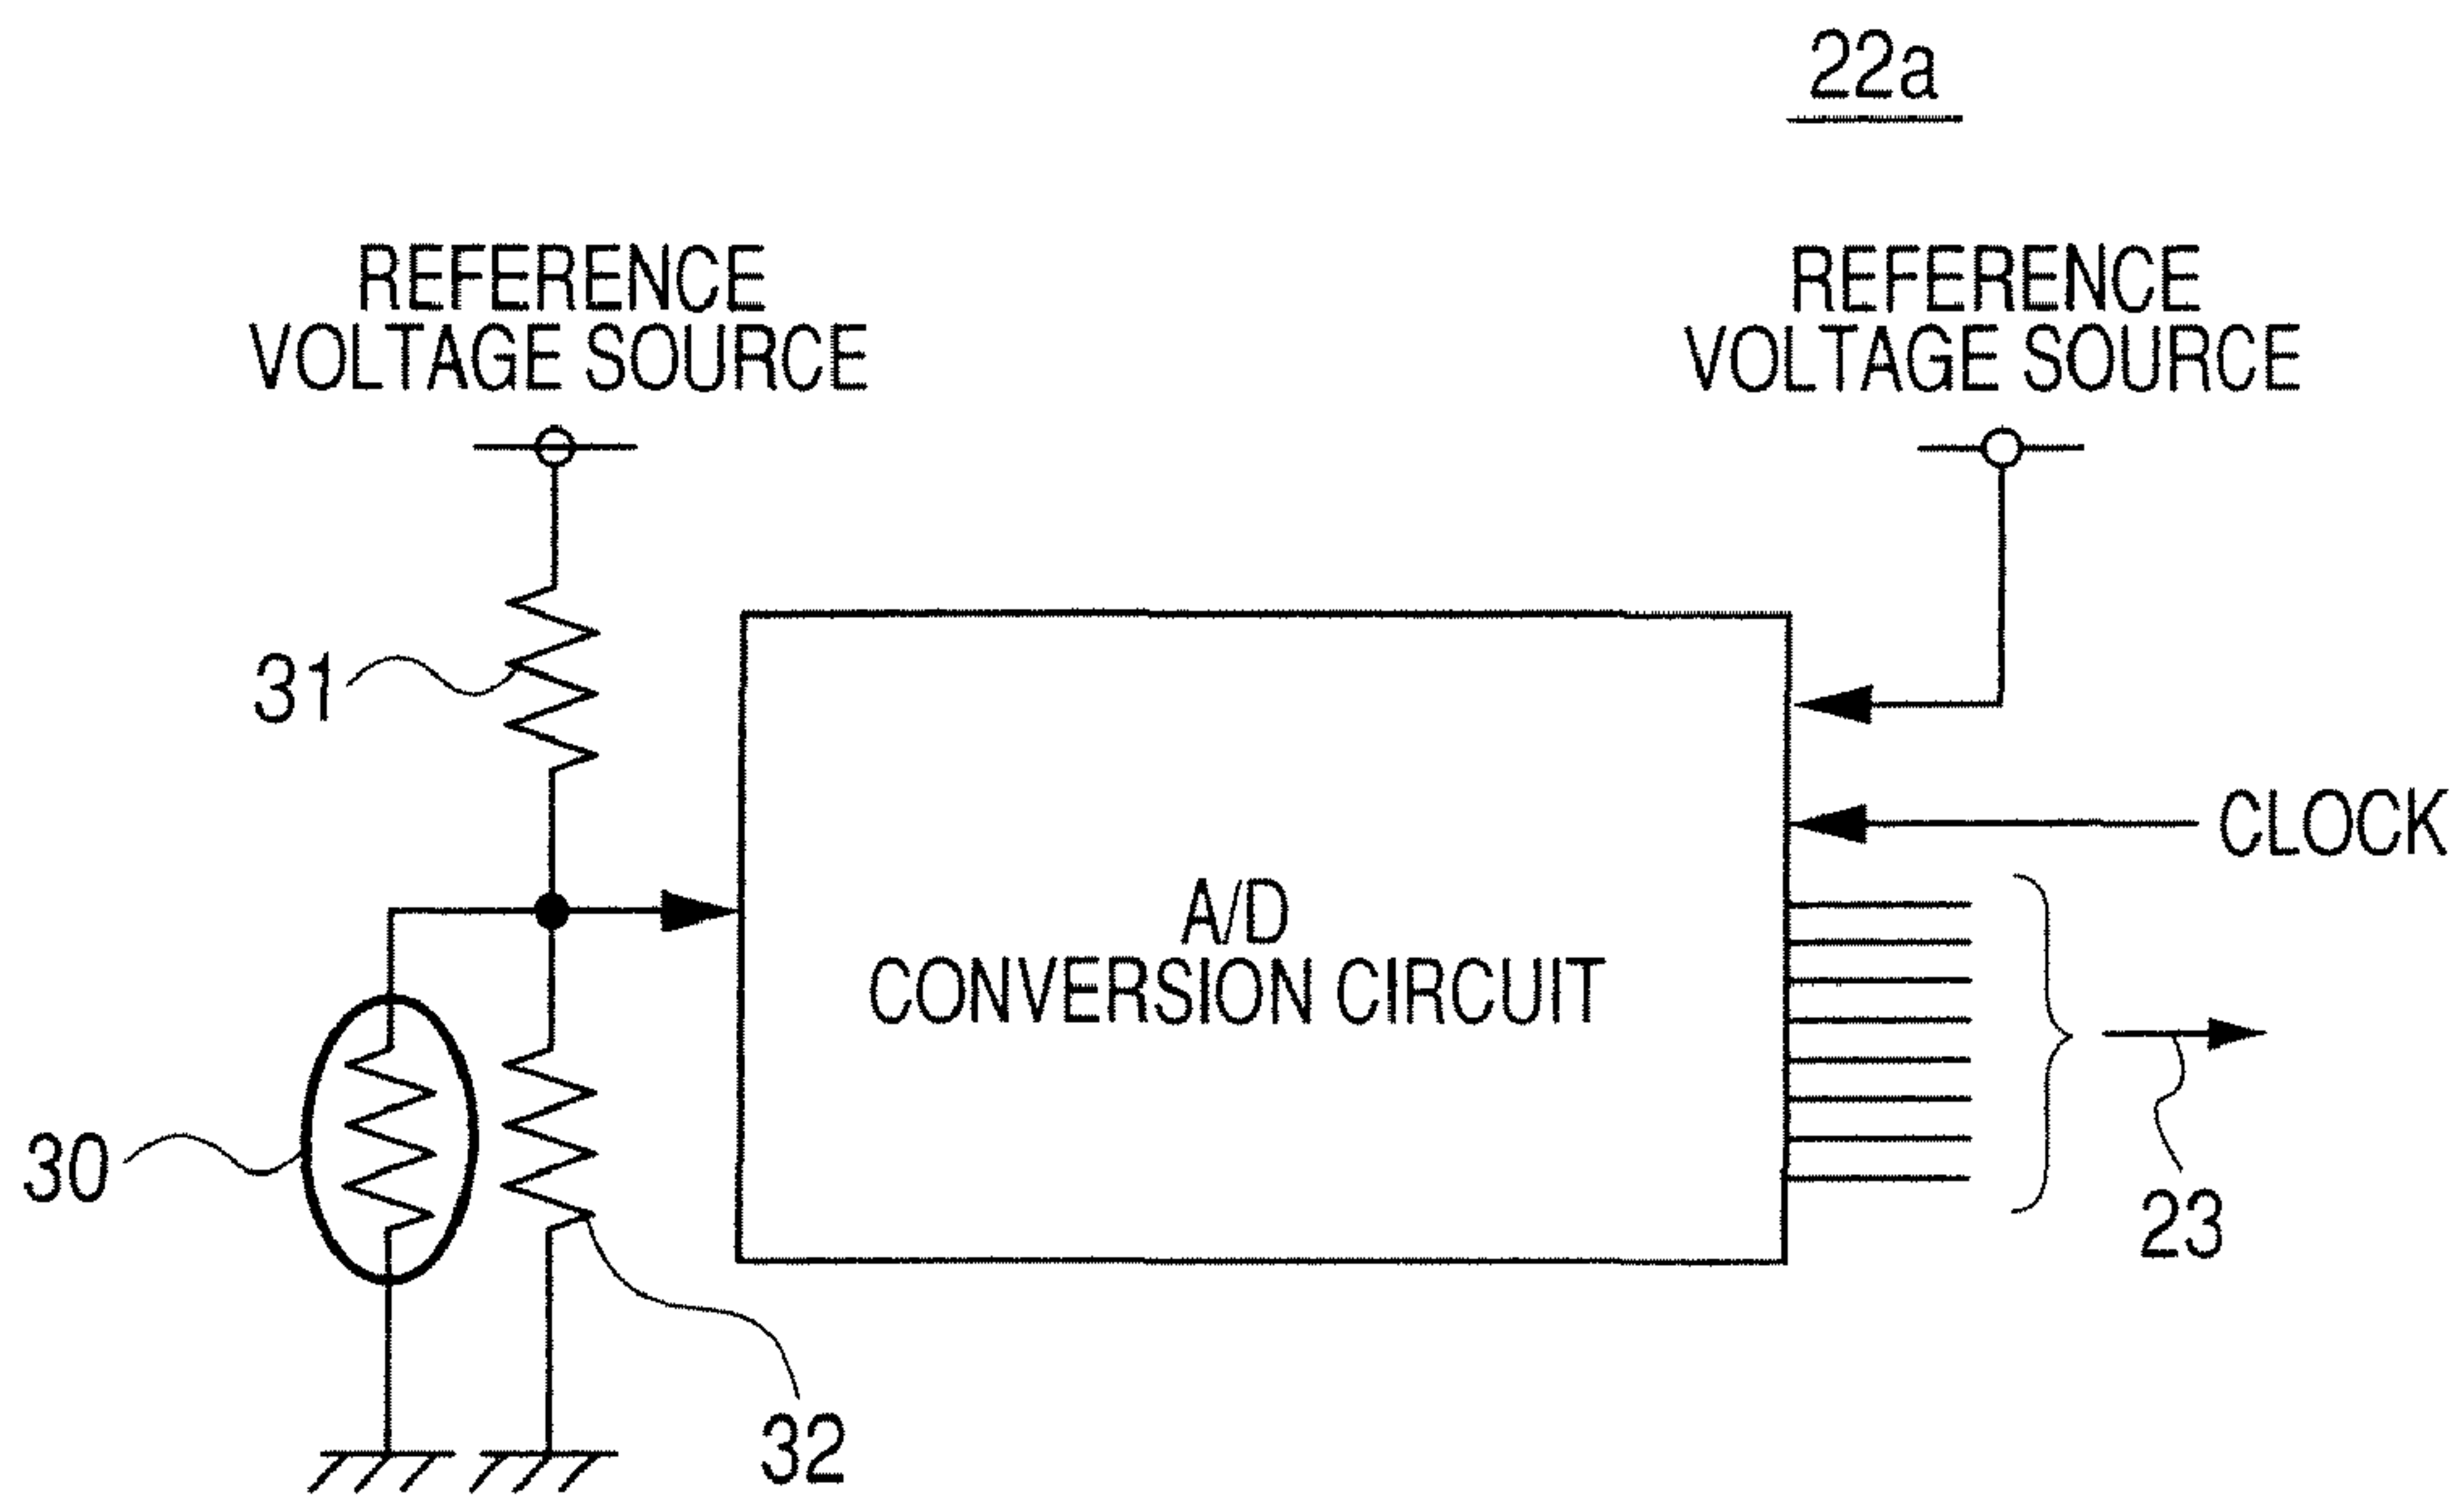 22a
REFERENCE
VOLTAGE SOURCE
REFERENCE
VOLTAGE SOURCE
31
CLOCK
A/D
CONVERSION CIRCUIT
30
23
32